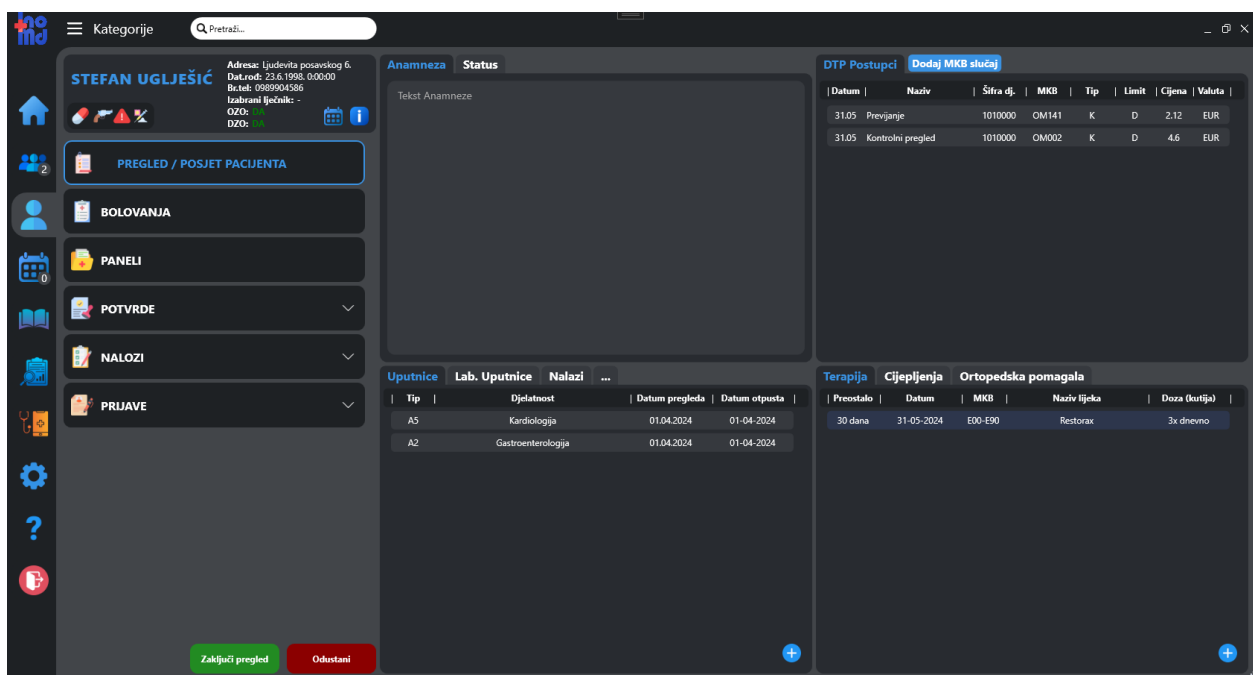 ino
md
Kategorije
Pretraži...
STEFAN UGLJEŠIĆ
Adresa: Ljudevita posavskog 6.
Dat.rod: 23.6.1998. 0:00:00
Br.tel: 0989904586
Izabrani liječnik: -
OZO: DA
DZO: DA
2
0
PREGLED / POSJET PACIJENTA
BOLOVANJA
PANELI
POTVRDE
NALOZI
PRIJAVE
Zaključi pregled Odustani
Anamneza Status
Tekst Anamneze
DTP Postupci Dodaj MKB slučaj
| Datum | Naziv | Šifra dj. | MKB | Tip | Limit | Cijena | Valuta |
31.05 Previjanje 1010000 OM141 K D 2.12 EUR
31.05 Kontrolni pregled 1010000 OM002 K D 4.6 EUR
Uputnice Lab. Uputnice Nalazi ...
| Tip | Djelatnost | Datum pregleda | Datum otpusta |
A5 Kardiologija 01.04.2024 01-04-2024
A2 Gastroenterologija 01.04.2024 01-04-2024
Terapija Cijepljenja Ortopedska pomagala
| Preostalo | Datum | MKB | Naziv lijeka | Doza (kutija) |
30 dana 31-05-2024 E00-E90 Restorax 3x dnevno